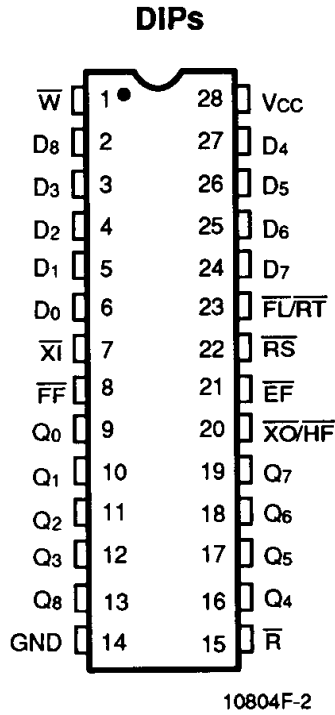 DIPs
W̅ 1 28 Vcc
D8 2 27 D4
D3 3 26 D5
D2 4 25 D6
D1 5 24 D7
D0 6 23 F̅L̅/R̅T̅
X̅I̅ 7 22 R̅S̅
F̅F̅ 8 21 E̅F̅
Q0 9 20 X̅O̅/H̅F̅
Q1 10 19 Q7
Q2 11 18 Q6
Q3 12 17 Q5
Q8 13 16 Q4
GND 14 15 R̅
10804F-2